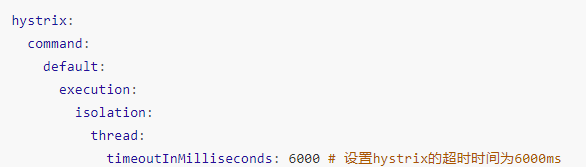 hystrix:
  command:
    default:
      execution:
        isolation:
          thread:
            timeoutInMilliseconds: 6000 # 设置hystrix的超时时间为6000ms